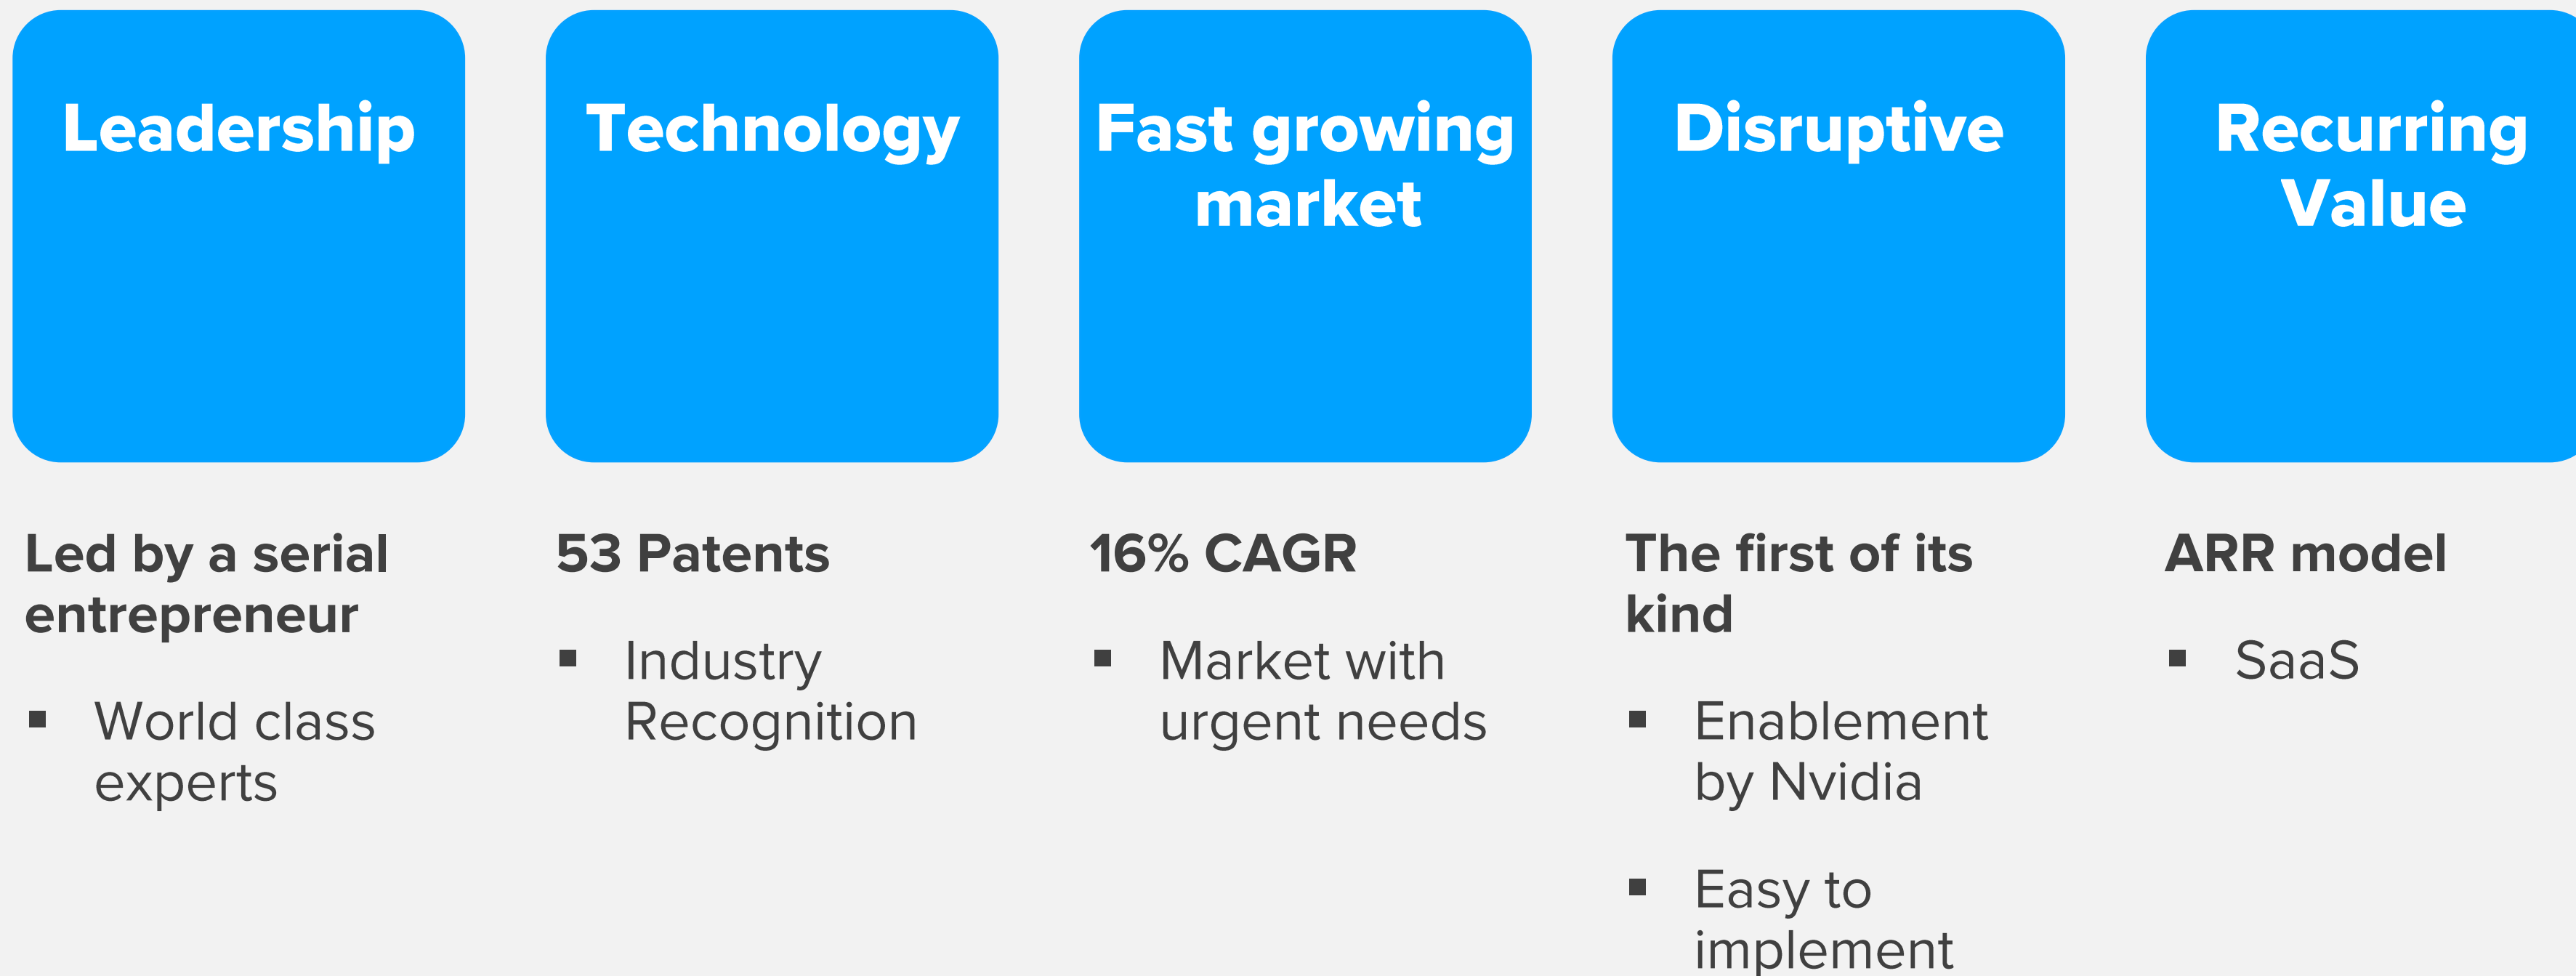 Leadership
Led by a serial
entrepreneur
▪ World class
experts
Technology
53 Patents
▪ Industry
Recognition
Fast growing
market
16% CAGR
▪ Market with
urgent needs
Disruptive
The first of its
kind
▪ Enablement
by Nvidia
▪ Easy to
implement
Recurring
Value
ARR model
▪ SaaS